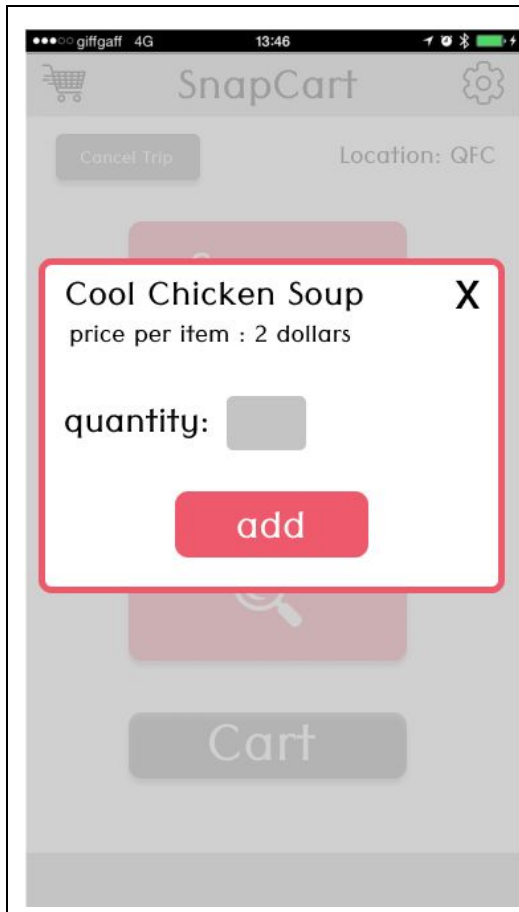 giffgaff 4G 13:46
SnapCart
Cancel Trip Location: QFC
Cool Chicken Soup X
price per item : 2 dollars
quantity:
add
Cart